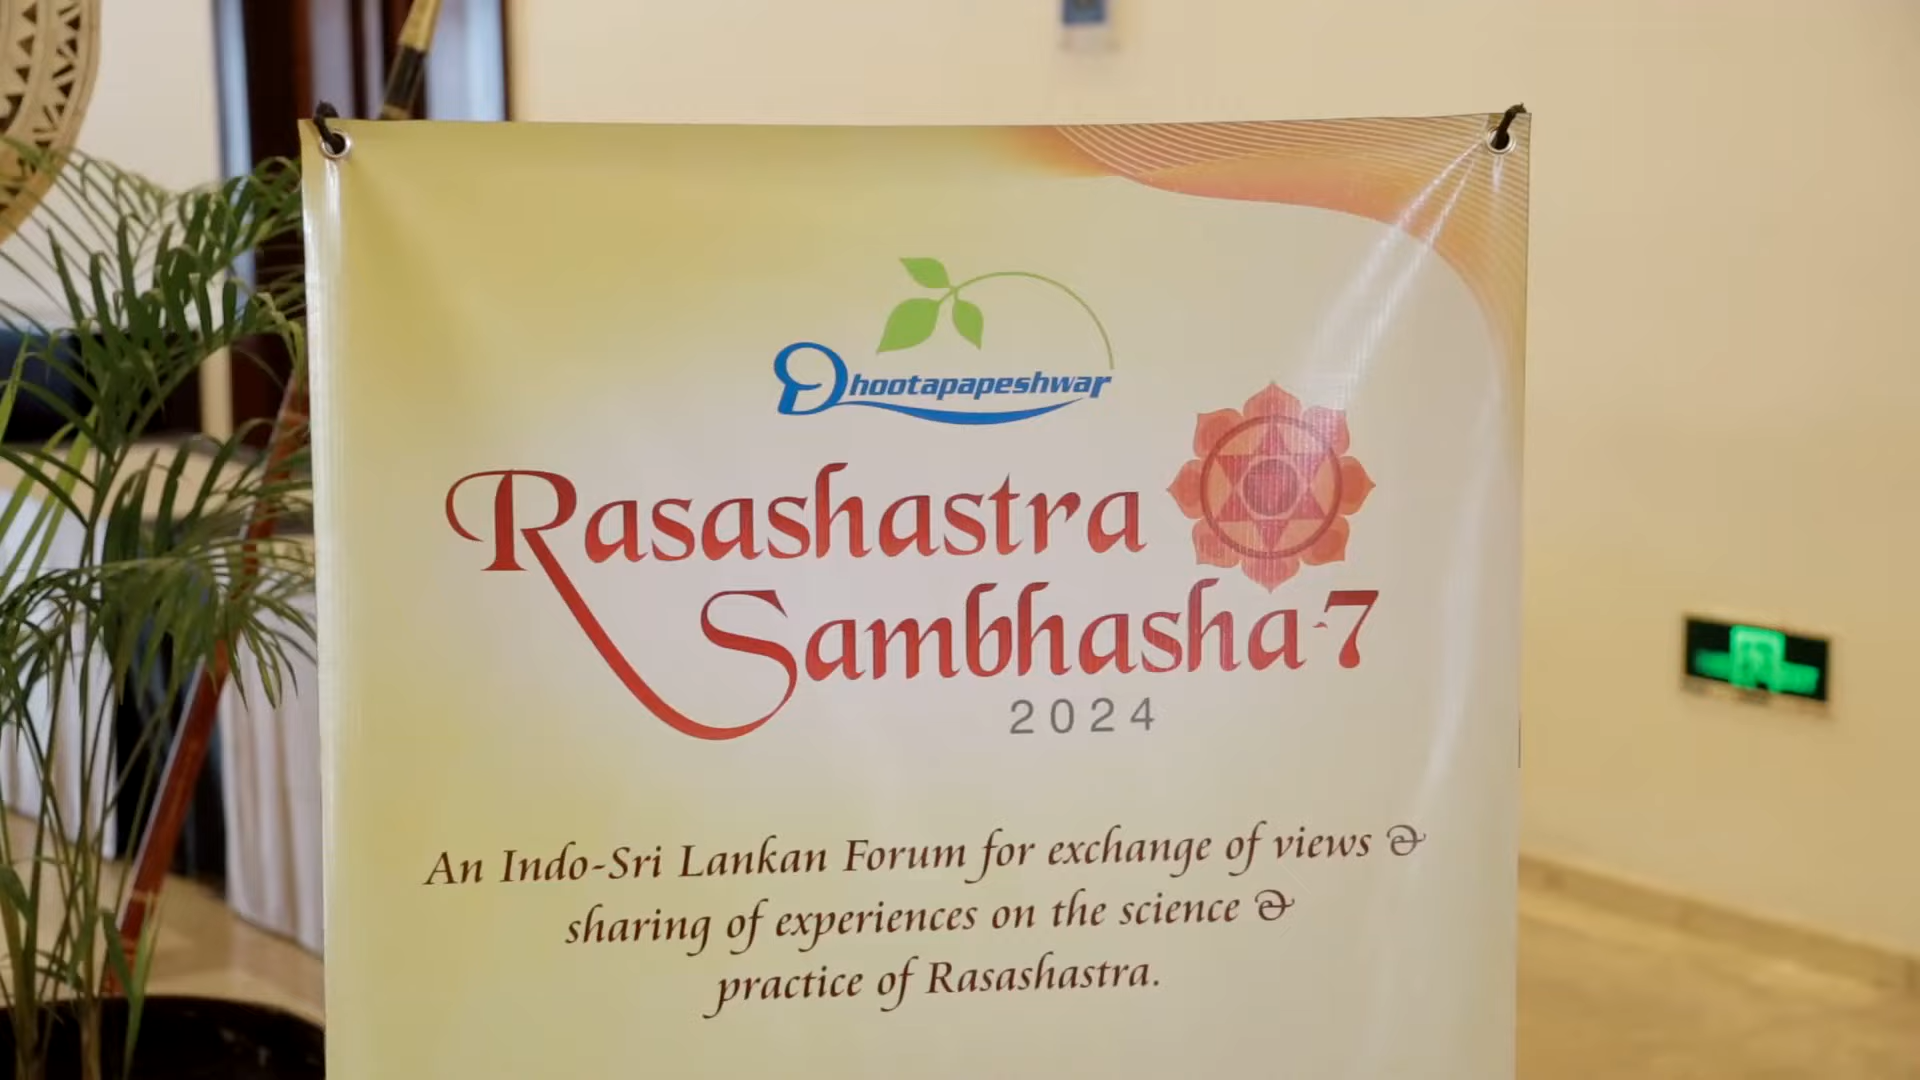 Dhootapapeshwar
Rasashastra
Sambhasha-7
2024
An Indo-Sri Lankan Forum for exchange of views &
sharing of experiences on the science &
practice of Rasashastra.